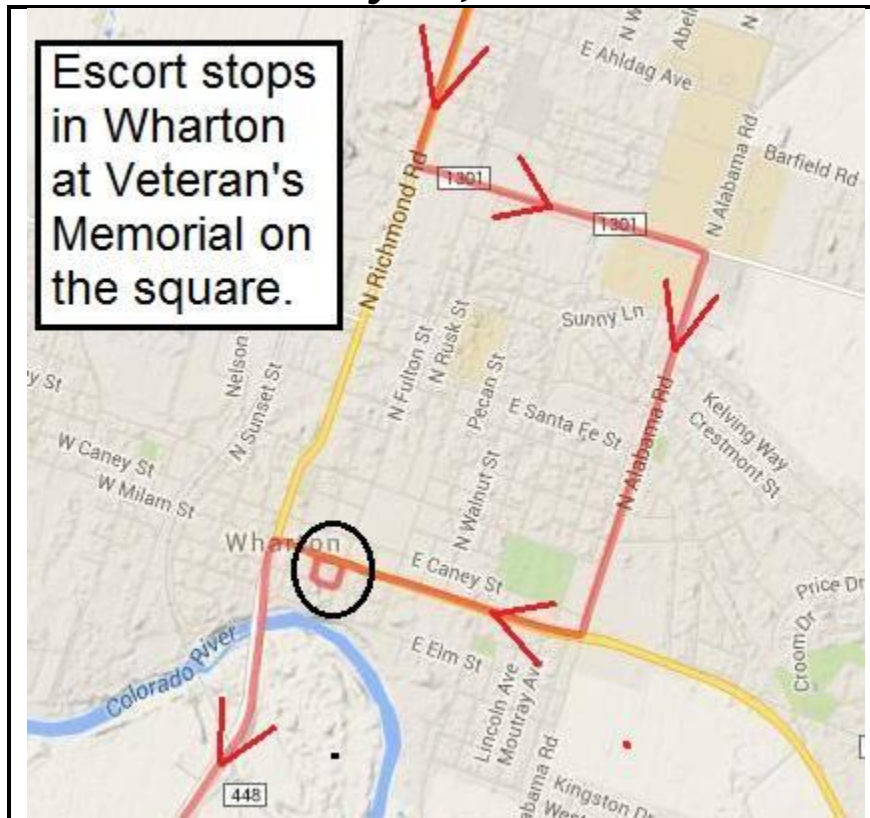 Escort stops
in Wharton
at Veteran's
Memorial on
the square.
E Ahldag Ave
N Alabama Rd
Barfield Rd
1301
1301
N Richmond Rd
Sunny Ln
N Fulton St
N Rusk St
Pecan St
Nelson
N Sunset St
E Santa Fe St
N Alabama Rd
Kelving Way
Crestmont St
W Caney St
W Milam St
N Walnut St
Wharton
E Caney St
Price Dr
Croom Dr
E Elm St
Colorado River
Lincoln Ave
Moutray Av
448
Kingston Dr